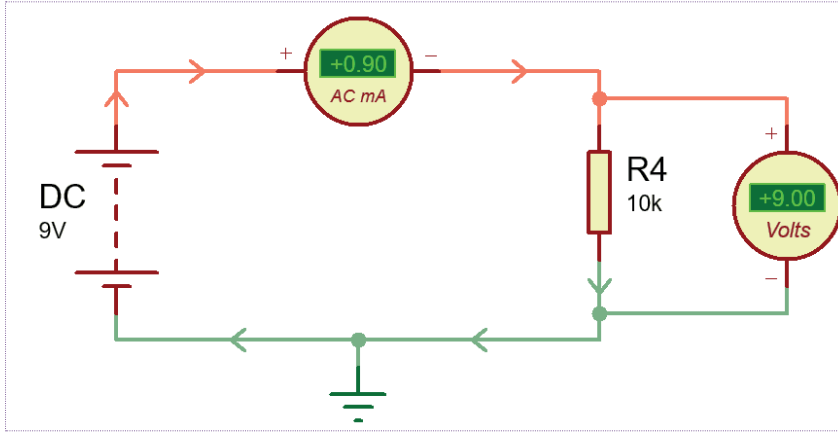 +
+0.90
−
AC mA
DC
9V
R4
10k
+
+9.00
Volts
−